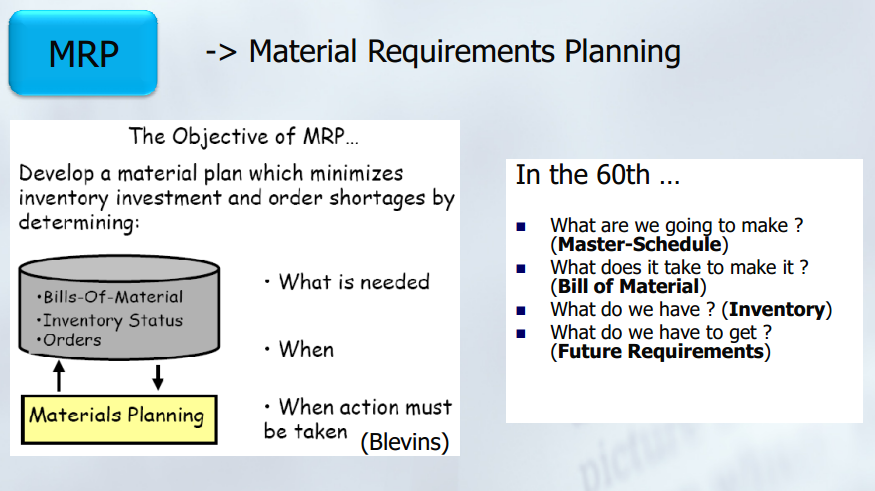 MRP
-> Material Requirements Planning
The Objective of MRP...
Develop a material plan which minimizes
inventory investment and order shortages by
determining:
•Bills-Of-Material
•Inventory Status
•Orders
Materials Planning
• What is needed
• When
• When action must
be taken (Blevins)
In the 60th ...
▪ What are we going to make ?
(Master-Schedule)
▪ What does it take to make it ?
(Bill of Material)
▪ What do we have ? (Inventory)
▪ What do we have to get ?
(Future Requirements)
picture